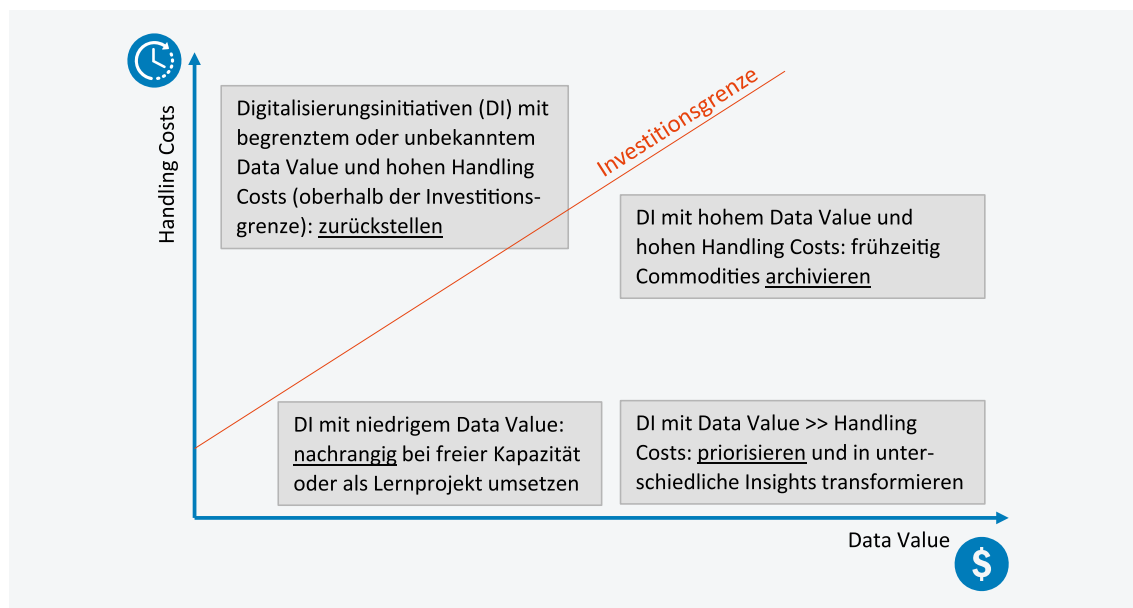 Handling Costs
Digitalisierungsinitiativen (DI) mit
begrenztem oder unbekanntem
Data Value und hohen Handling
Costs (oberhalb der Investitions-
grenze): zurückstellen
Investitionsgrenze
DI mit hohem Data Value und
hohen Handling Costs: frühzeitig
Commodities archivieren
DI mit niedrigem Data Value:
nachrangig bei freier Kapazität
oder als Lernprojekt umsetzen
DI mit Data Value >> Handling
Costs: priorisieren und in unter-
schiedliche Insights transformieren
Data Value
$